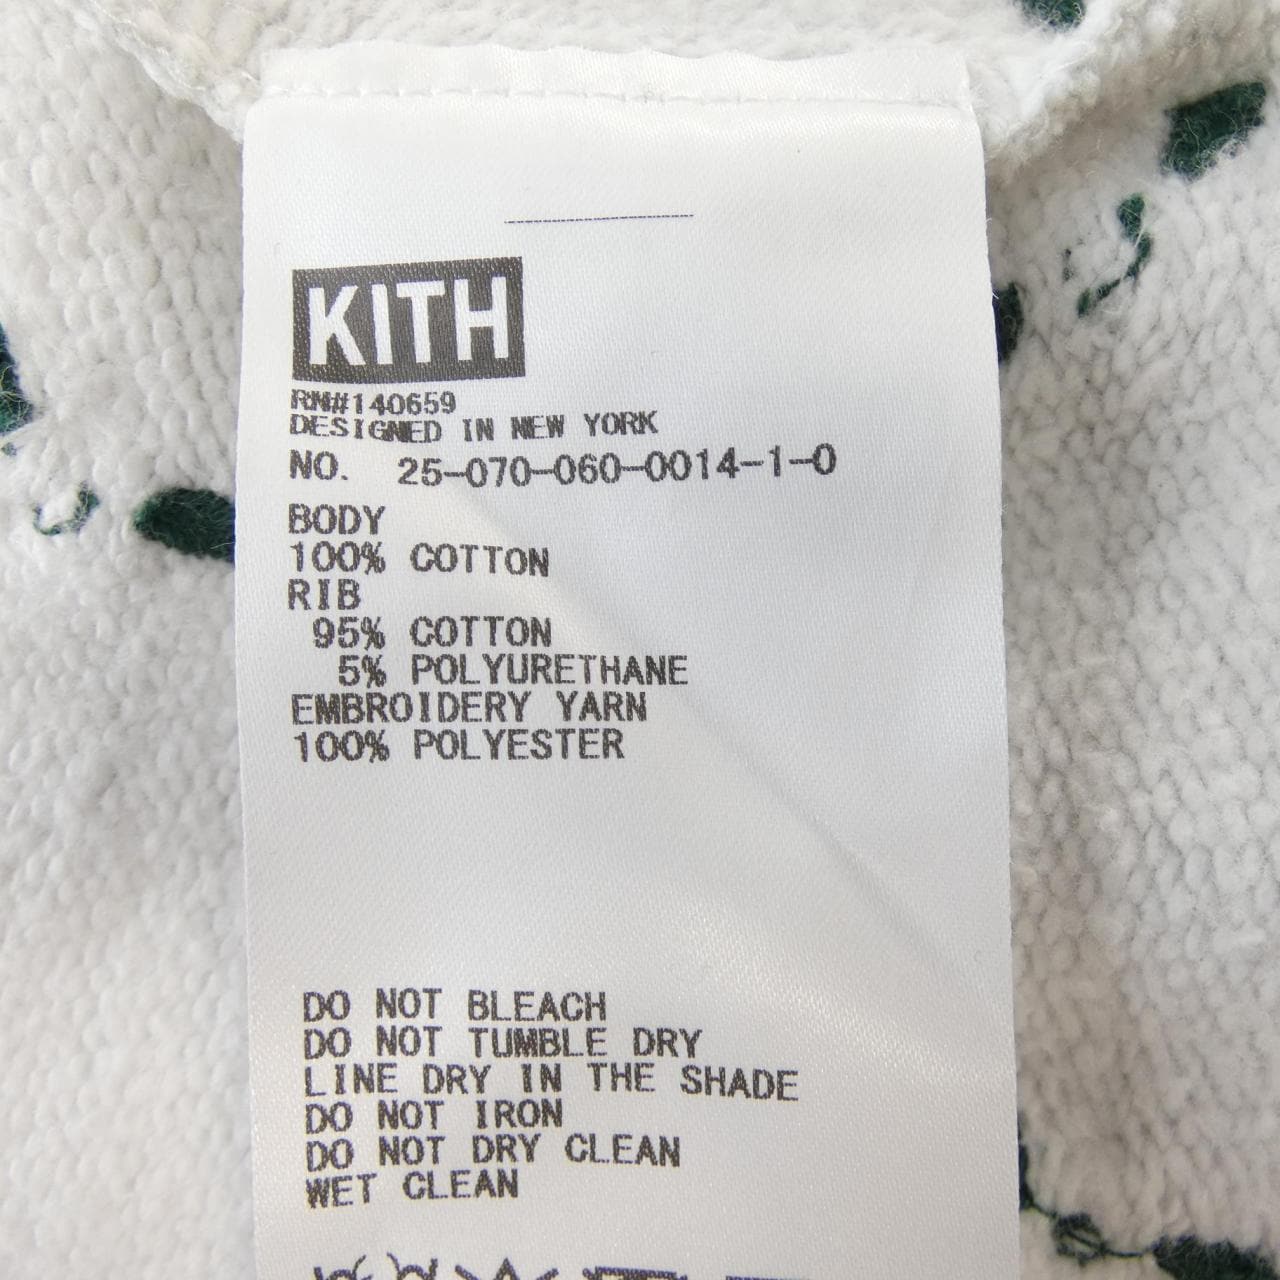 KITH
RN#140659
DESIGNED IN NEW YORK
NO. 25-070-060-0014-1-0
BODY
100% COTTON
RIB
95% COTTON
5% POLYURETHANE
EMBROIDERY YARN
100% POLYESTER
DO NOT BLEACH
DO NOT TUMBLE DRY
LINE DRY IN THE SHADE
DO NOT IRON
DO NOT DRY CLEAN
WET CLEAN